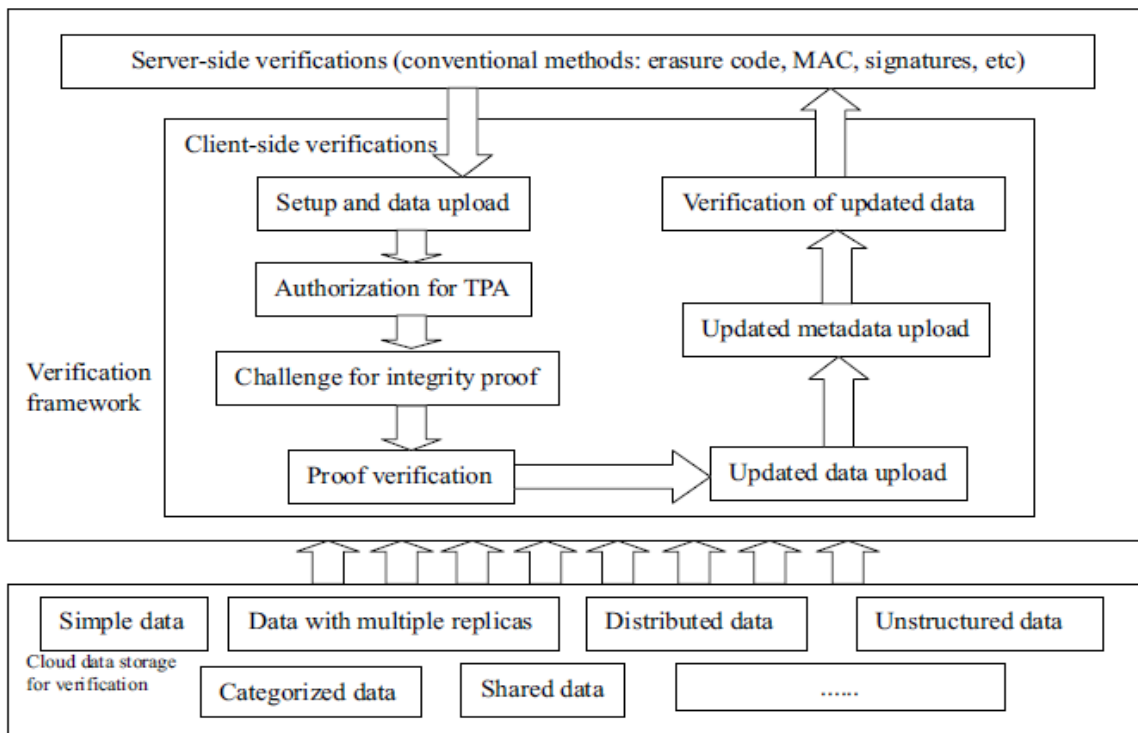 Server-side verifications (conventional methods: erasure code, MAC, signatures, etc)
Client-side verifications
Setup and data upload
Verification of updated data
Authorization for TPA
Updated metadata upload
Challenge for integrity proof
Verification
framework
Proof verification
Updated data upload
Simple data
Data with multiple replicas
Distributed data
Unstructured data
Cloud data storage
for verification
Categorized data
Shared data
......